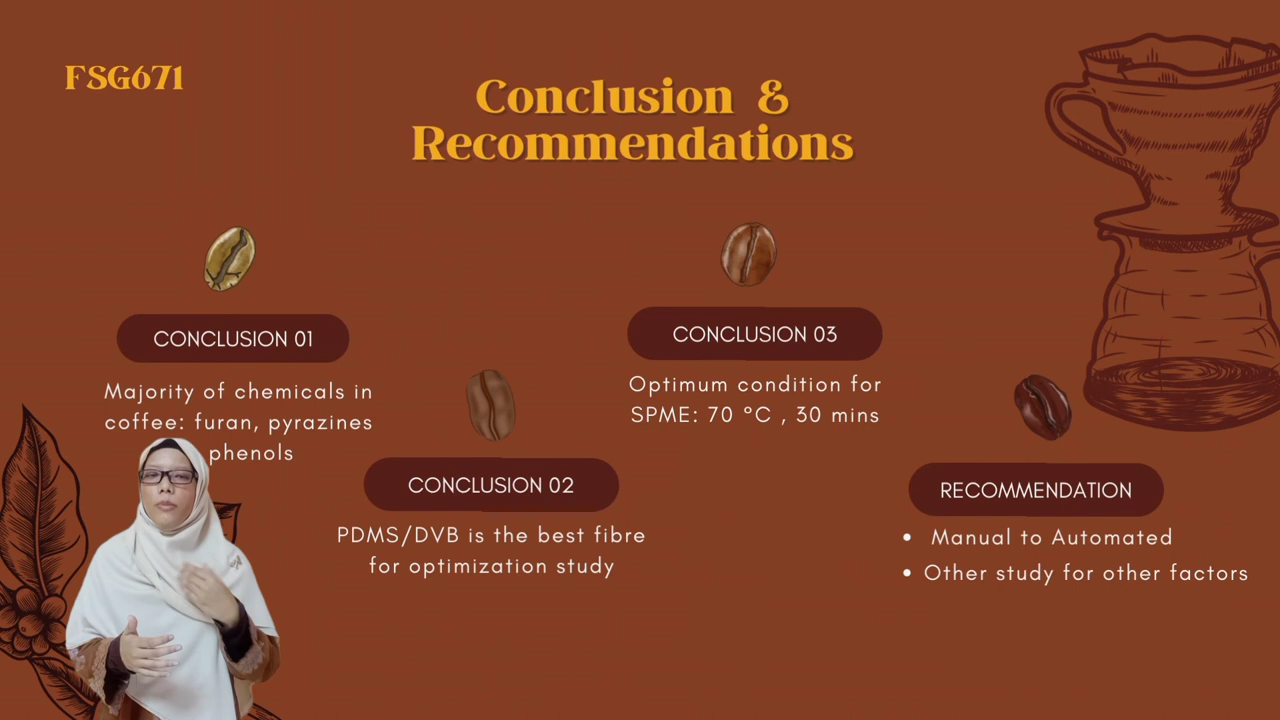 FSG671
Conclusion &
Recommendations
CONCLUSION 01
Majority of chemicals in
coffee: furan, pyrazines
phenols
CONCLUSION 02
PDMS/DVB is the best fibre
for optimization study
CONCLUSION 03
Optimum condition for
SPME: 70 °C , 30 mins
RECOMMENDATION
• Manual to Automated
• Other study for other factors